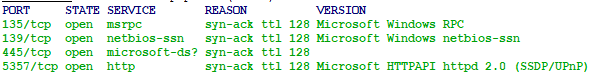 PORT STATE SERVICE REASON VERSION
135/tcp open msrpc syn-ack ttl 128 Microsoft Windows RPC
139/tcp open netbios-ssn syn-ack ttl 128 Microsoft Windows netbios-ssn
445/tcp open microsoft-ds? syn-ack ttl 128
5357/tcp open http syn-ack ttl 128 Microsoft HTTPAPI httpd 2.0 (SSDP/UPnP)